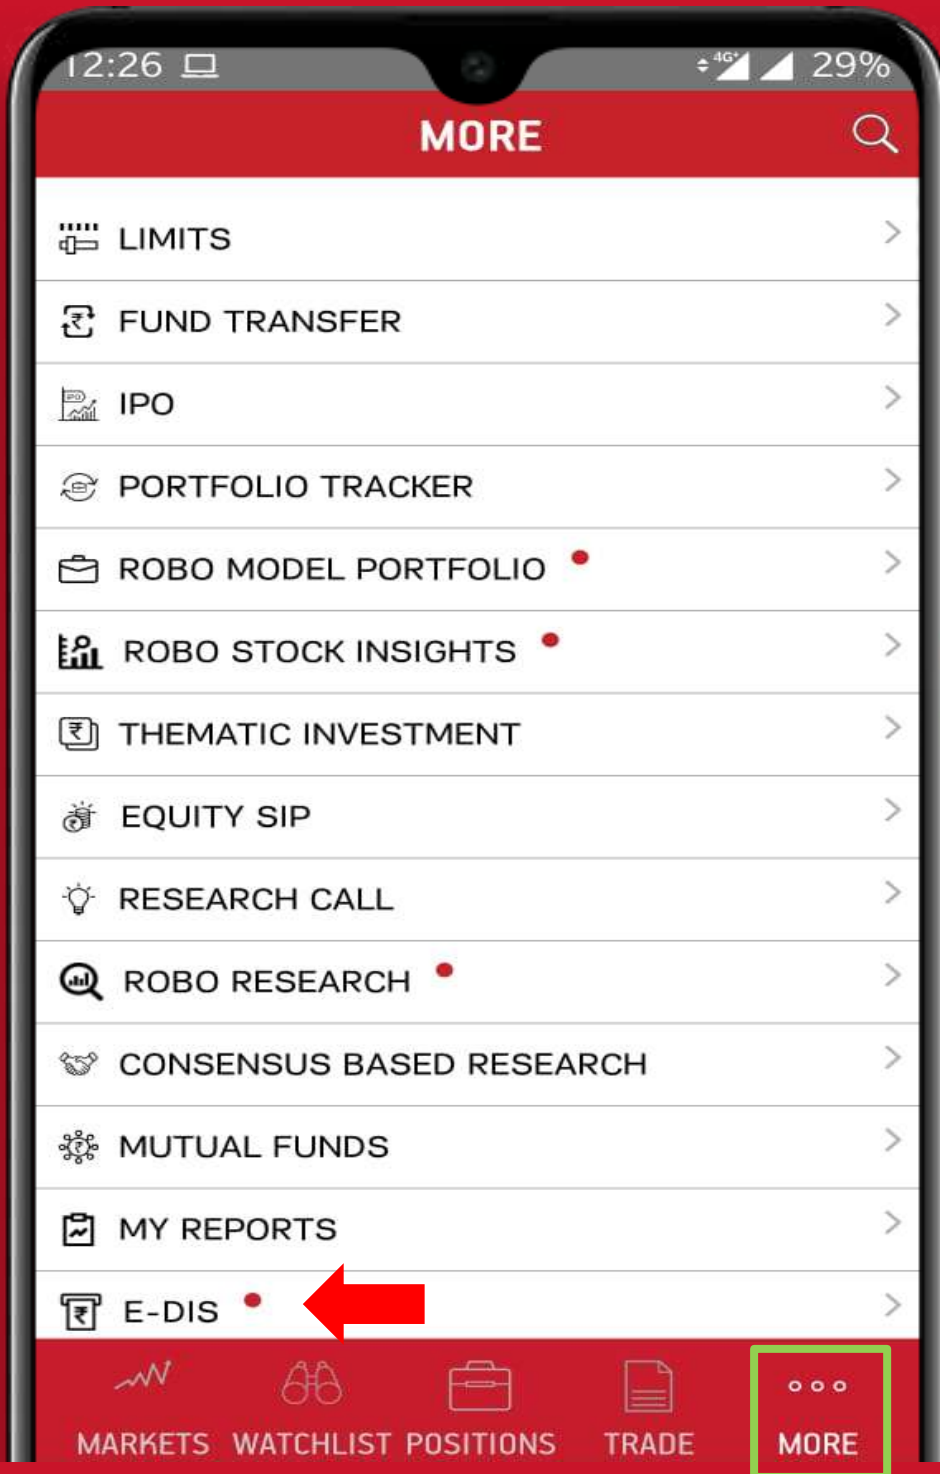 12:26 4G+ 29%
MORE
LIMITS
FUND TRANSFER
IPO
IPO
PORTFOLIO TRACKER
ROBO MODEL PORTFOLIO
ROBO STOCK INSIGHTS
THEMATIC INVESTMENT
EQUITY SIP
RESEARCH CALL
ROBO RESEARCH
CONSENSUS BASED RESEARCH
MUTUAL FUNDS
MY REPORTS
E-DIS
MARKETS WATCHLIST POSITIONS TRADE MORE